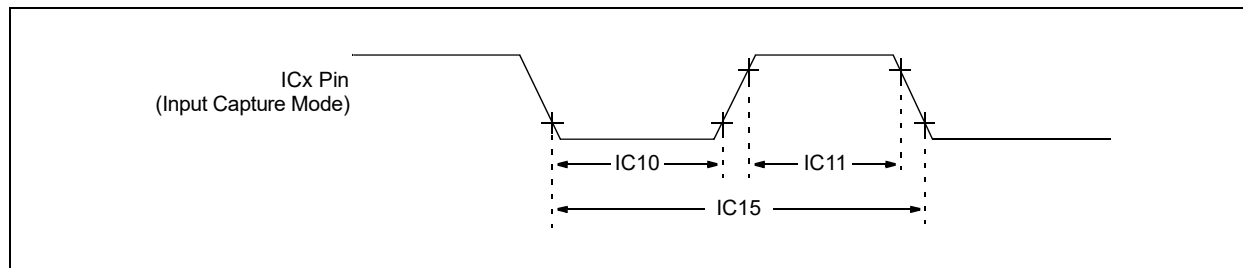 ICx Pin
(Input Capture Mode)
IC10
IC11
IC15